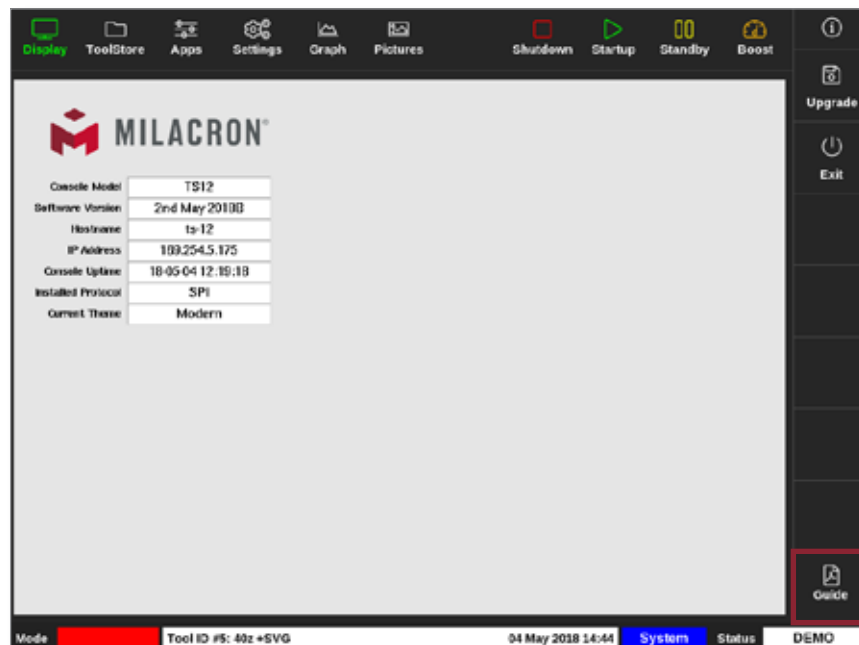 Display ToolStore Apps Settings Graph Pictures Shutdown Startup Standby Boost
Upgrade
Exit
MILACRON
Console Model TS12
Software Version 2nd May 2018B
Hostname ts-12
IP Address 169.254.5.175
Console Uptime 18-05-04 12:19:18
Installed Protocol SPI
Current Theme Modern
Guide
Mode Tool ID #5: 40z +SVG 04 May 2018 14:44 System Status DEMO